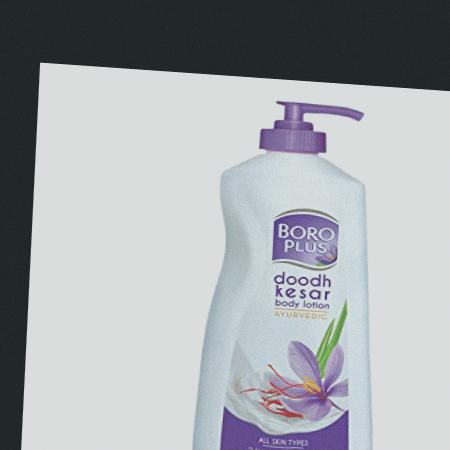 BORO
PLUS
doodh
kesar
body lotion
AYURVEDIC
ALL SKIN TYPES